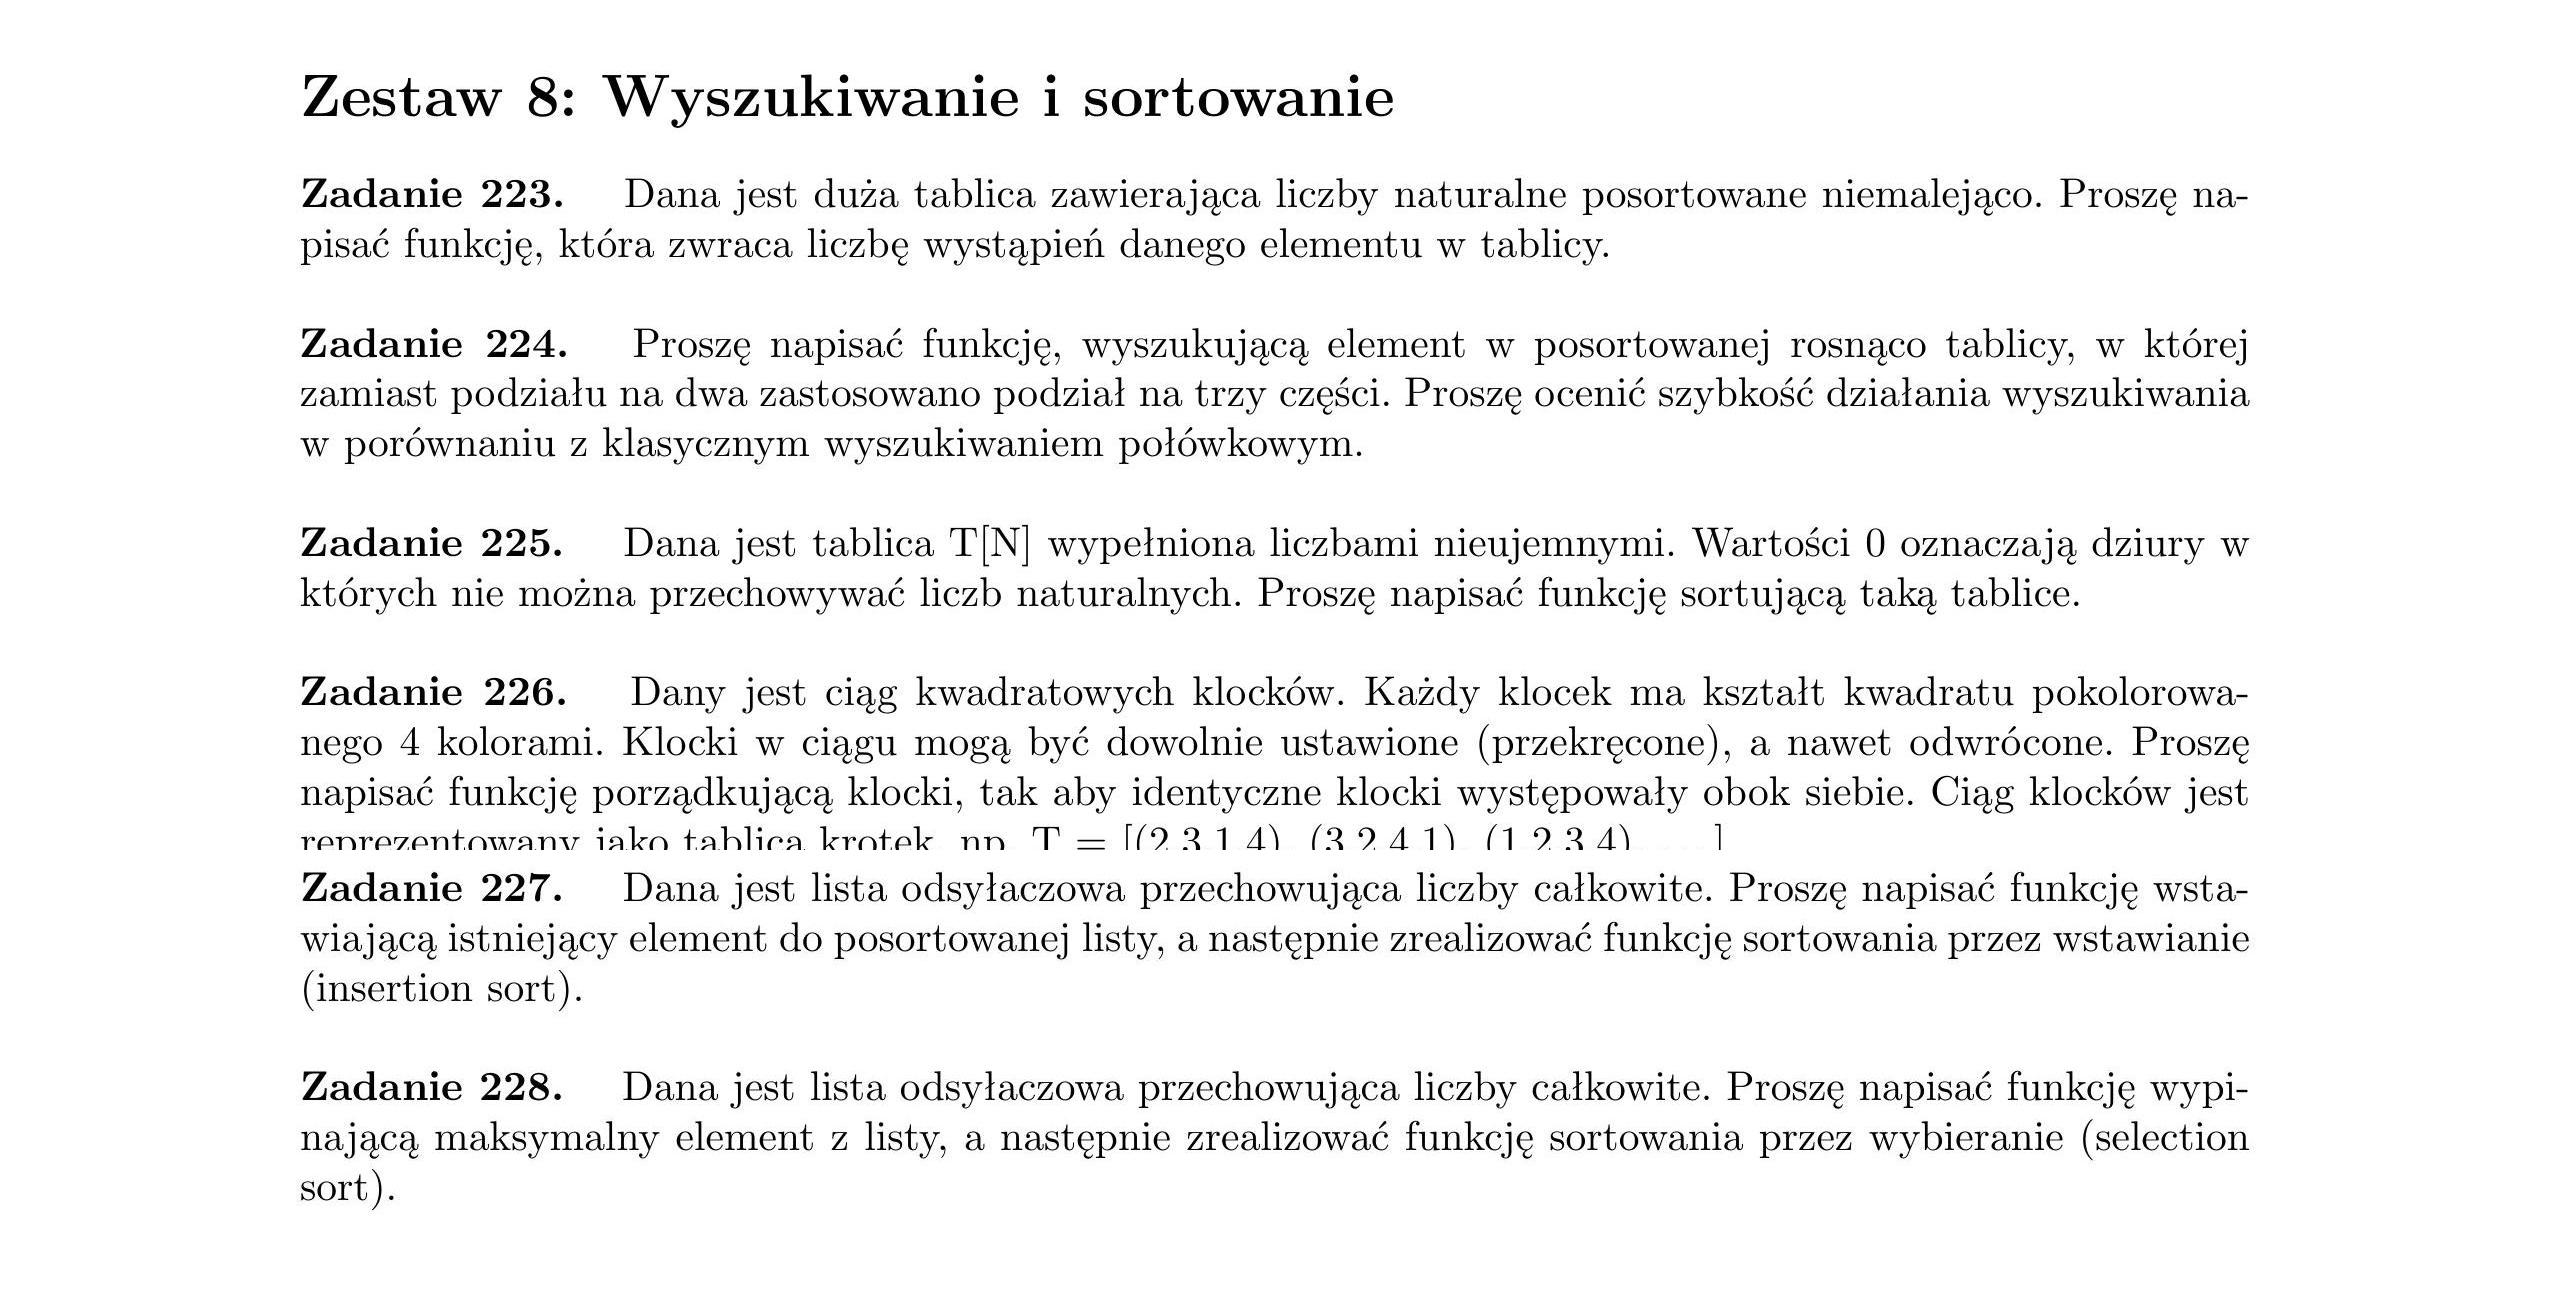 Zestaw 8: Wyszukiwanie i sortowanie
Zadanie 223. Dana jest duża tablica zawierająca liczby naturalne posortowane niemalejąco. Proszę na-
pisać funkcję, która zwraca liczbę wystąpień danego elementu w tablicy.
Zadanie 224. Proszę napisać funkcję, wyszukującą element w posortowanej rosnąco tablicy, w której
zamiast podziału na dwa zastosowano podział na trzy części. Proszę ocenić szybkość działania wyszukiwania
w porównaniu z klasycznym wyszukiwaniem połówkowym.
Zadanie 225. Dana jest tablica T[N] wypełniona liczbami nieujemnymi. Wartości 0 oznaczają dziury w
których nie można przechowywać liczb naturalnych. Proszę napisać funkcję sortującą taką tablice.
Zadanie 226. Dany jest ciąg kwadratowych klocków. Każdy klocek ma kształt kwadratu pokolorowa-
nego 4 kolorami. Klocki w ciągu mogą być dowolnie ustawione (przekręcone), a nawet odwrócone. Proszę
napisać funkcję porządkującą klocki, tak aby identyczne klocki występowały obok siebie. Ciąg klocków jest
reprezentowany jako tablica krotek, np. T = [(2,3,1,4), (3,2,4,1), (1,2,3,4), ... ]
Zadanie 227. Dana jest lista odsyłaczowa przechowująca liczby całkowite. Proszę napisać funkcję wsta-
wiającą istniejący element do posortowanej listy, a następnie zrealizować funkcję sortowania przez wstawianie
(insertion sort).
Zadanie 228. Dana jest lista odsyłaczowa przechowująca liczby całkowite. Proszę napisać funkcję wypi-
nającą maksymalny element z listy, a następnie zrealizować funkcję sortowania przez wybieranie (selection
sort).